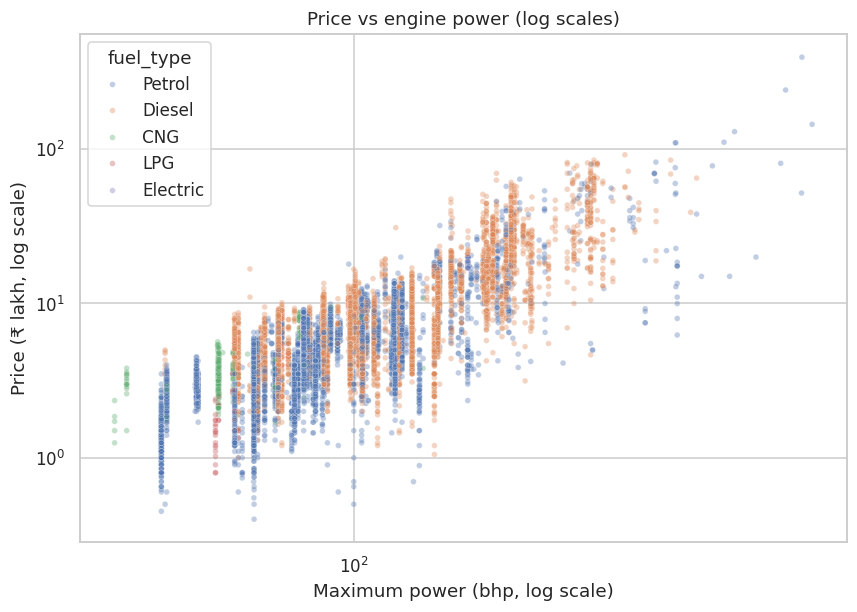 Price vs engine power (log scales)
fuel_type
Petrol
Diesel
CNG
LPG
Electric
10²
10¹
10⁰
Price (₹ lakh, log scale)
10²
Maximum power (bhp, log scale)